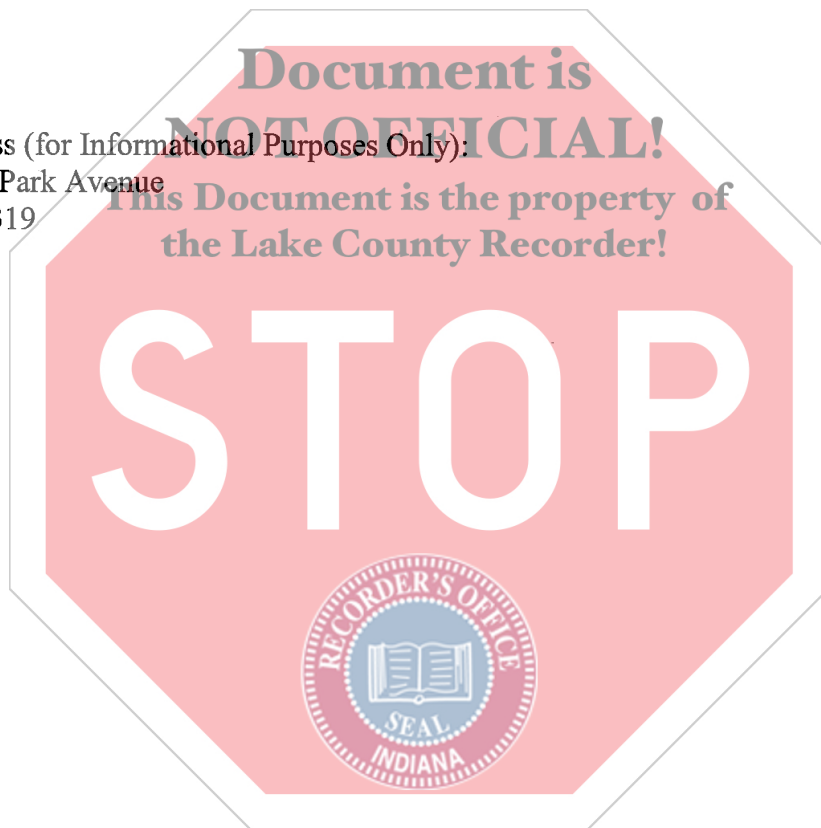 Document is
NOT OFFICIAL!
ss (for Informational Purposes Only):
Park Avenue
This Document is the property of
319
the Lake County Recorder!
STOP
RECORDER'S OFFICE
SEAL
INDIANA